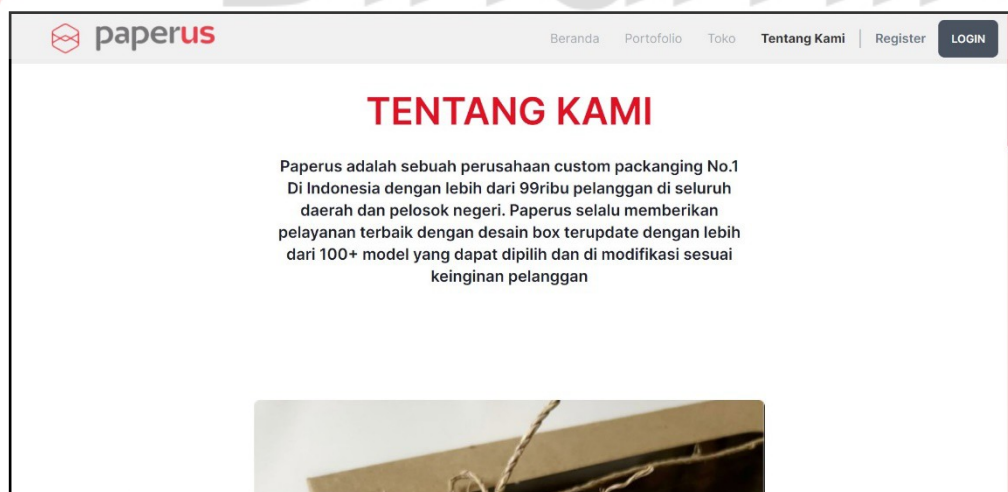 paperus
Beranda Portofolio Toko Tentang Kami | Register LOGIN
TENTANG KAMI
Paperus adalah sebuah perusahaan custom packanging No.1
Di Indonesia dengan lebih dari 99ribu pelanggan di seluruh
daerah dan pelosok negeri. Paperus selalu memberikan
pelayanan terbaik dengan desain box terupdate dengan lebih
dari 100+ model yang dapat dipilih dan di modifikasi sesuai
keinginan pelanggan